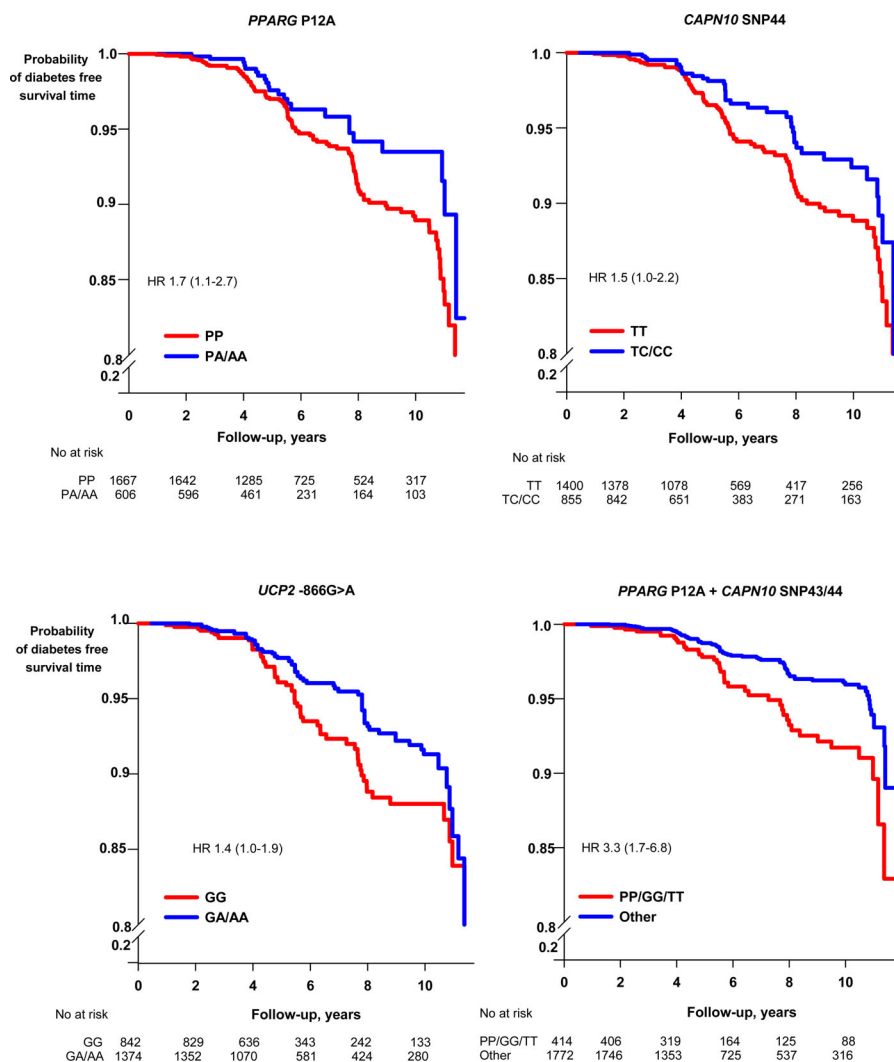 PPARG P12A
Probability
of diabetes free
survival time
1.0
0.95
0.9
0.85
0.8
0.2
HR 1.7 (1.1-2.7)
PP
PA/AA
0 2 4 6 8 10
Follow-up, years
No at risk
PP 1667 1642 1285 725 524 317
PA/AA 606 596 461 231 164 103
CAPN10 SNP44
1.0
0.95
0.9
0.85
0.8
0.2
HR 1.5 (1.0-2.2)
TT
TC/CC
0 2 4 6 8 10
Follow-up, years
No at risk
TT 1400 1378 1078 569 417 256
TC/CC 855 842 651 383 271 163
UCP2 -866G>A
Probability
of diabetes free
survival time
1.0
0.95
0.9
0.85
0.8
0.2
HR 1.4 (1.0-1.9)
GG
GA/AA
0 2 4 6 8 10
Follow-up, years
No at risk
GG 842 829 636 343 242 133
GA/AA 1374 1352 1070 581 424 280
PPARG P12A + CAPN10 SNP43/44
1.0
0.95
0.9
0.85
0.8
0.2
HR 3.3 (1.7-6.8)
PP/GG/TT
Other
0 2 4 6 8 10
Follow-up, years
No at risk
PP/GG/TT 414 406 319 164 125 88
Other 1772 1746 1353 725 537 316